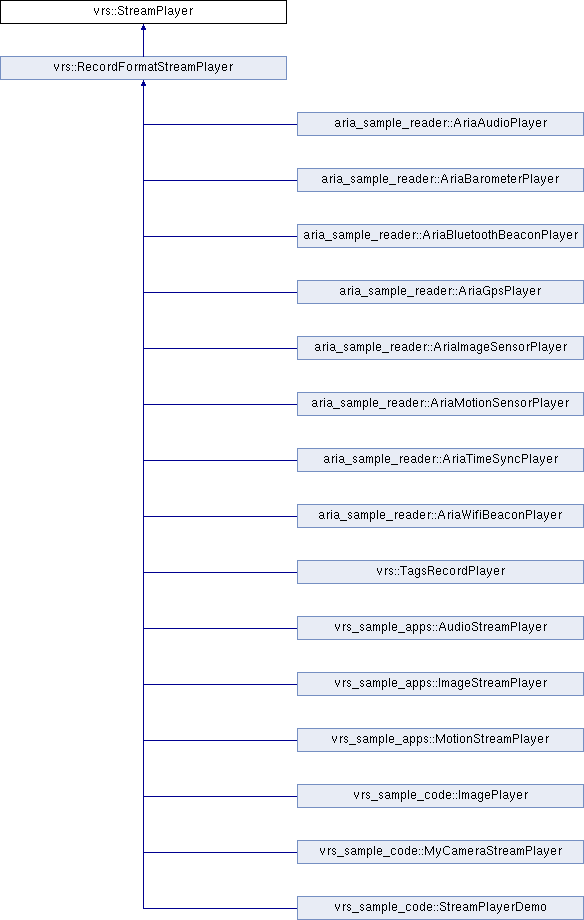 vrs::StreamPlayer
vrs::RecordFormatStreamPlayer
aria_sample_reader::AriaAudioPlayer
aria_sample_reader::AriaBarometerPlayer
aria_sample_reader::AriaBluetoothBeaconPlayer
aria_sample_reader::AriaGpsPlayer
aria_sample_reader::AriaImageSensorPlayer
aria_sample_reader::AriaMotionSensorPlayer
aria_sample_reader::AriaTimeSyncPlayer
aria_sample_reader::AriaWifiBeaconPlayer
vrs::TagsRecordPlayer
vrs_sample_apps::AudioStreamPlayer
vrs_sample_apps::ImageStreamPlayer
vrs_sample_apps::MotionStreamPlayer
vrs_sample_code::ImagePlayer
vrs_sample_code::MyCameraStreamPlayer
vrs_sample_code::StreamPlayerDemo